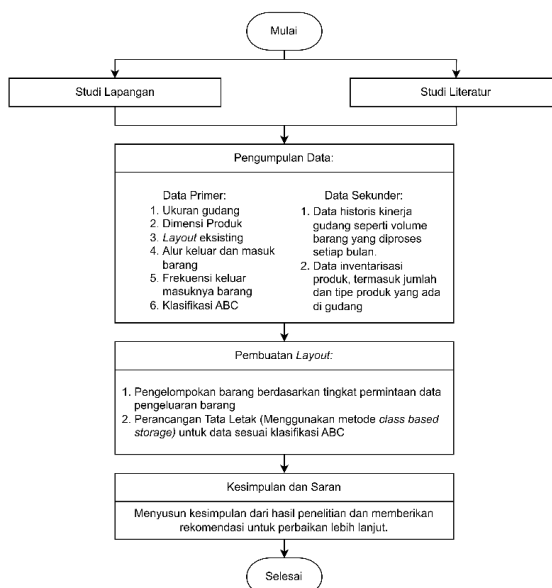 Mulai
Studi Lapangan
Studi Literatur
Pengumpulan Data:
Data Primer:
1. Ukuran gudang
2. Dimensi Produk
3. Layout eksisting
4. Alur keluar dan masuk
barang
5. Frekuensi keluar
masuknya barang
6. Klasifikasi ABC
Data Sekunder:
1. Data historis kinerja
gudang seperti volume
barang yang diproses
setiap bulan.
2. Data inventarisasi
produk, termasuk jumlah
dan tipe produk yang ada
di gudang
Pembuatan Layout:
1. Pengelompokan barang berdasarkan tingkat permintaan data
pengeluaran barang
2. Perancangan Tata Letak (Menggunakan metode class based
storage) untuk data sesuai klasifikasi ABC
Kesimpulan dan Saran
Menyusun kesimpulan dari hasil penelitian dan memberikan
rekomendasi untuk perbaikan lebih lanjut.
Selesai